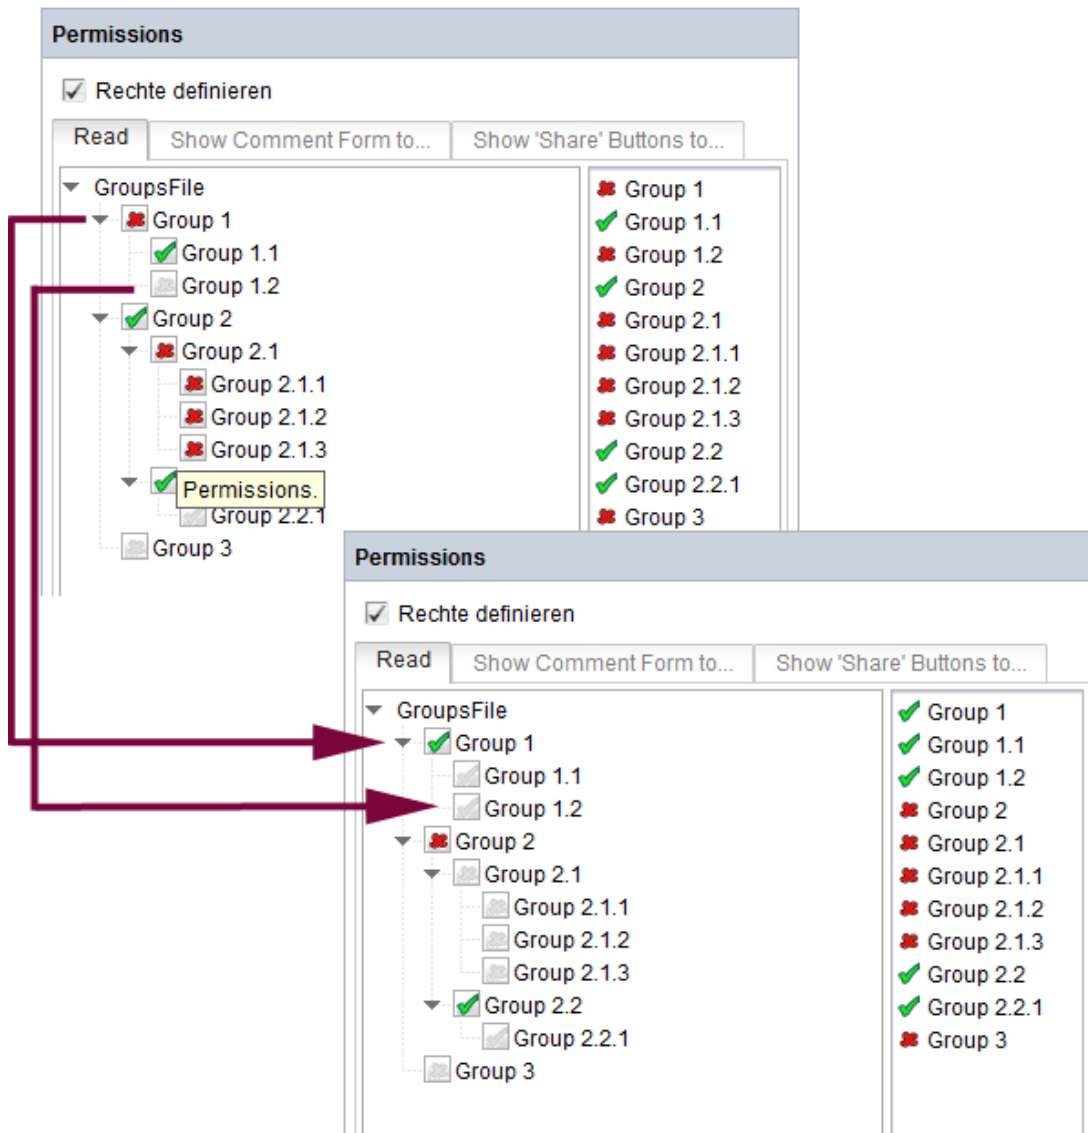 Permissions
Rechte definieren
Read Show Comment Form to... Show 'Share' Buttons to...
GroupsFile
Group 1
Group 1.1
Group 1.2
Group 2
Group 2.1
Group 2.1.1
Group 2.1.2
Group 2.1.3
Permissions.
Group 2.2.1
Group 3
Group 1
Group 1.1
Group 1.2
Group 2
Group 2.1
Group 2.1.1
Group 2.1.2
Group 2.1.3
Group 2.2
Group 2.2.1
Group 3
Permissions
Rechte definieren
Read Show Comment Form to... Show 'Share' Buttons to...
GroupsFile
Group 1
Group 1.1
Group 1.2
Group 2
Group 2.1
Group 2.1.1
Group 2.1.2
Group 2.1.3
Group 2.2
Group 2.2.1
Group 3
Group 1
Group 1.1
Group 1.2
Group 2
Group 2.1
Group 2.1.1
Group 2.1.2
Group 2.1.3
Group 2.2
Group 2.2.1
Group 3